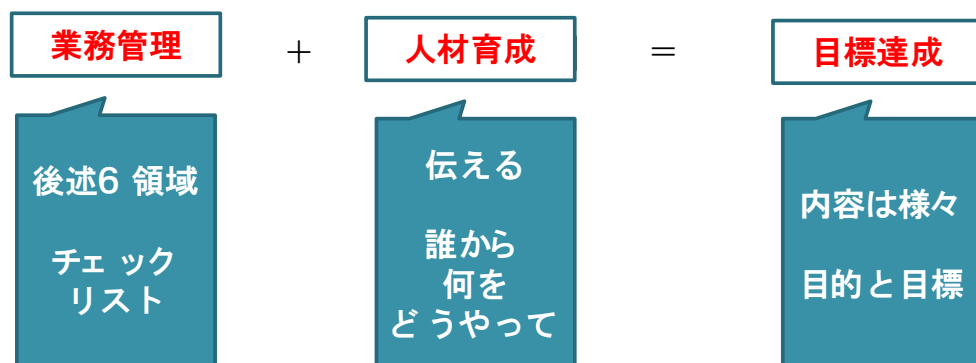 業務管理
+
人材育成
=
目標達成
後述6 領域
チェック
リスト
伝える
誰から
何を
どうやって
内容は様々
目的と目標